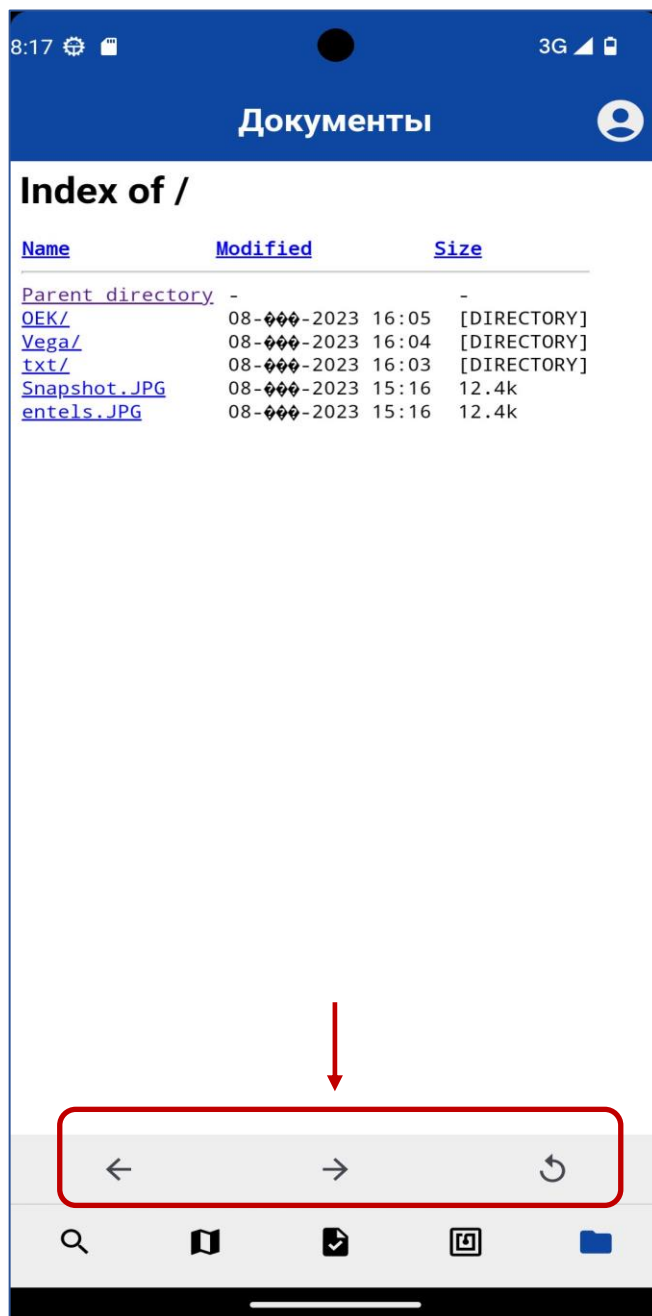 8:17 3G
Документы
Index of /
Name Modified Size
Parent directory - -
OEK/ 08-���-2023 16:05 [DIRECTORY]
Vega/ 08-���-2023 16:04 [DIRECTORY]
txt/ 08-���-2023 16:03 [DIRECTORY]
Snapshot.JPG 08-���-2023 15:16 12.4k
entels.JPG 08-���-2023 15:16 12.4k